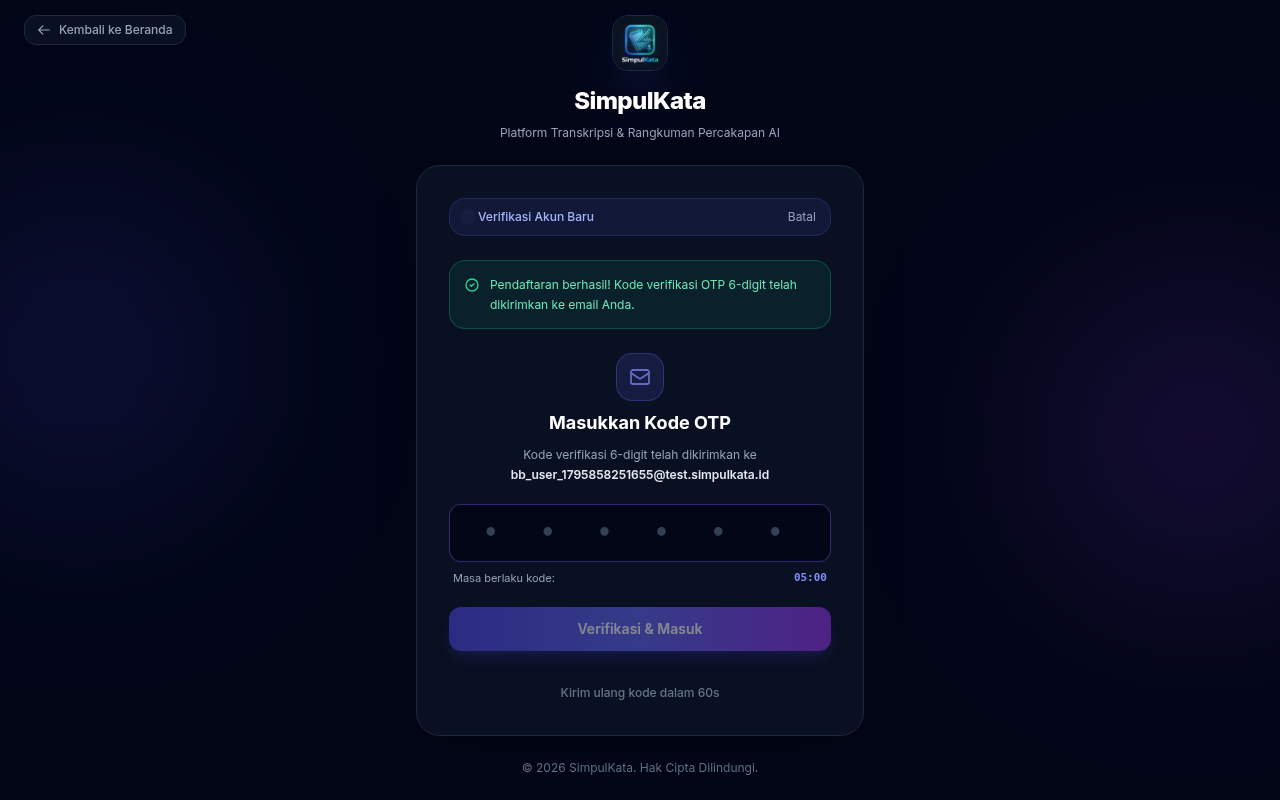 Kembali ke Beranda
SimpulKata
SimpulKata
Platform Transkripsi & Rangkuman Percakapan AI
Verifikasi Akun Baru
Batal
Pendaftaran berhasil! Kode verifikasi OTP 6-digit telah
dikirimkan ke email Anda.
Masukkan Kode OTP
Kode verifikasi 6-digit telah dikirimkan ke
bb_user_1795858251655@test.simpulkata.id
Masa berlaku kode:
05:00
Verifikasi & Masuk
Kirim ulang kode dalam 60s
© 2026 SimpulKata. Hak Cipta Dilindungi.